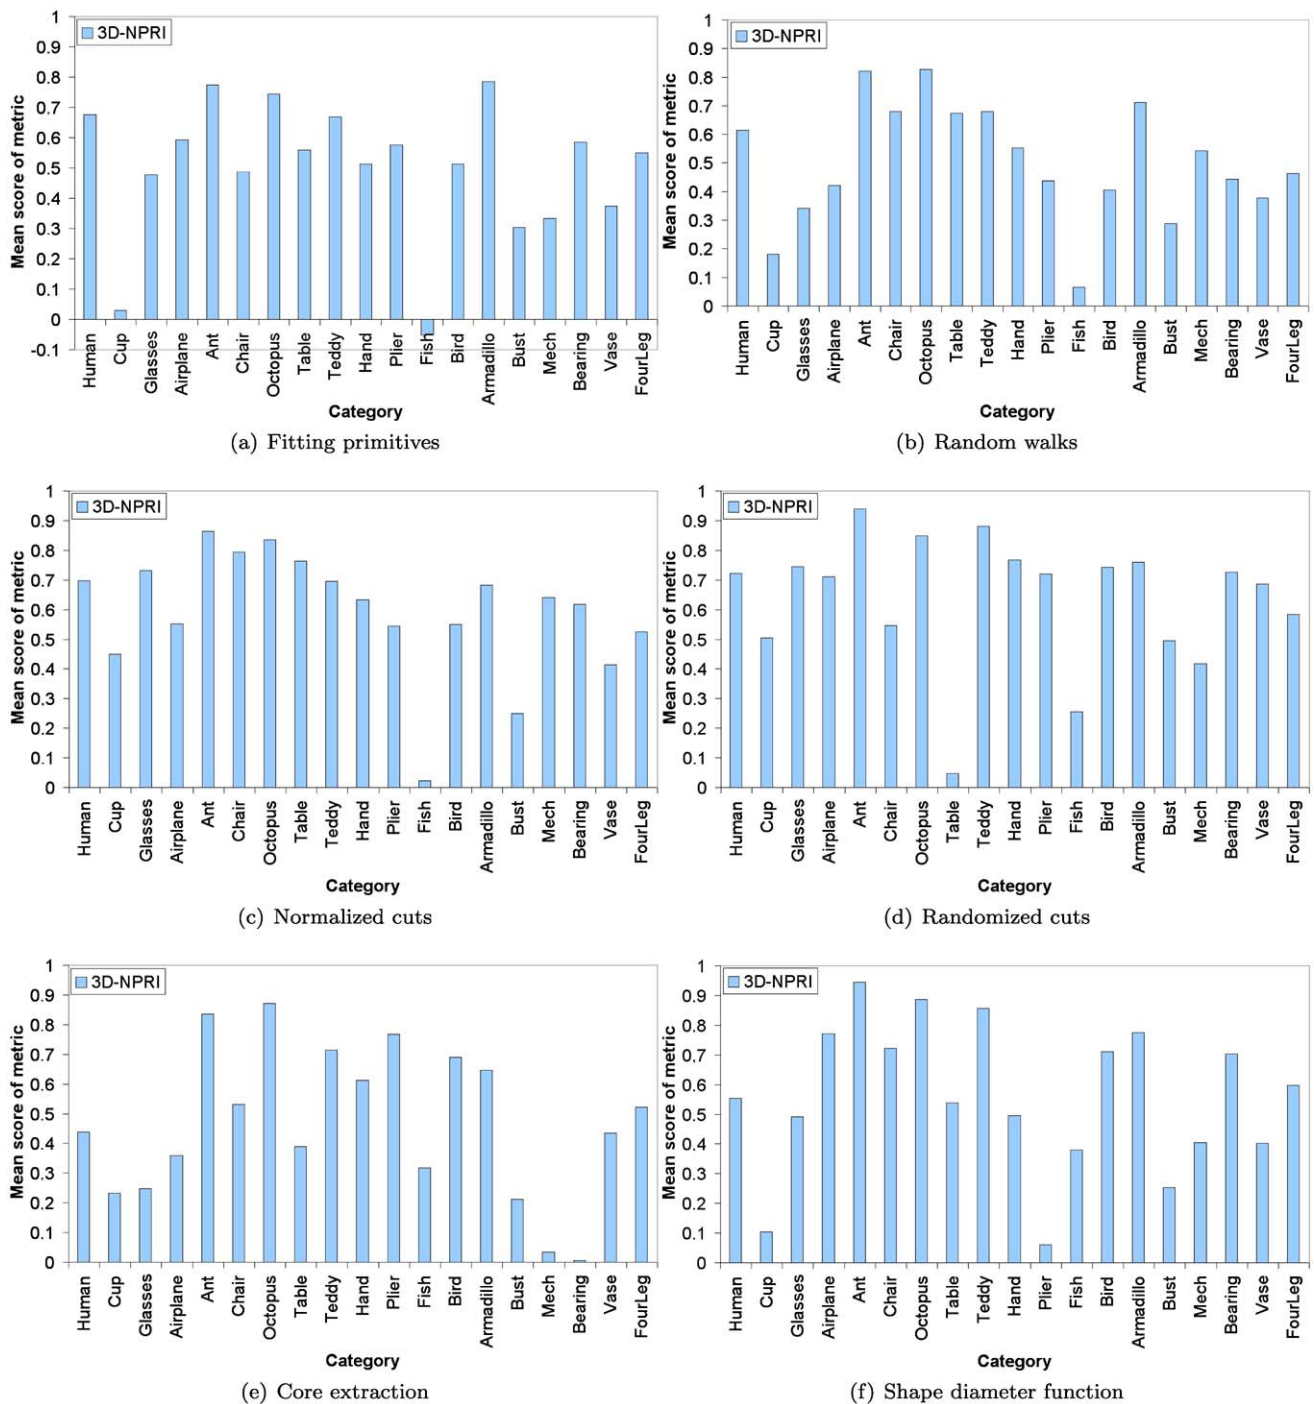 3D-NPRI
1
0.9
0.8
0.7
0.6
0.5
0.4
0.3
0.2
0.1
0
-0.1
Mean score of metric
Human Cup Glasses Airplane Ant Chair Octopus Table Teddy Hand Plier Fish Bird Armadillo Bust Mech Bearing Vase FourLeg
Category
(a) Fitting primitives
3D-NPRI
1
0.9
0.8
0.7
0.6
0.5
0.4
0.3
0.2
0.1
0
Mean score of metric
Human Cup Glasses Airplane Ant Chair Octopus Table Teddy Hand Plier Fish Bird Armadillo Bust Mech Bearing Vase FourLeg
Category
(b) Random walks
3D-NPRI
1
0.9
0.8
0.7
0.6
0.5
0.4
0.3
0.2
0.1
0
Mean score of metric
Human Cup Glasses Airplane Ant Chair Octopus Table Teddy Hand Plier Fish Bird Armadillo Bust Mech Bearing Vase FourLeg
Category
(c) Normalized cuts
3D-NPRI
1
0.9
0.8
0.7
0.6
0.5
0.4
0.3
0.2
0.1
0
Mean score of metric
Human Cup Glasses Airplane Ant Chair Octopus Table Teddy Hand Plier Fish Bird Armadillo Bust Mech Bearing Vase FourLeg
Category
(d) Randomized cuts
3D-NPRI
1
0.9
0.8
0.7
0.6
0.5
0.4
0.3
0.2
0.1
0
Mean score of metric
Human Cup Glasses Airplane Ant Chair Octopus Table Teddy Hand Plier Fish Bird Armadillo Bust Mech Bearing Vase FourLeg
Category
(e) Core extraction
3D-NPRI
1
0.9
0.8
0.7
0.6
0.5
0.4
0.3
0.2
0.1
0
Mean score of metric
Human Cup Glasses Airplane Ant Chair Octopus Table Teddy Hand Plier Fish Bird Armadillo Bust Mech Bearing Vase FourLeg
Category
(f) Shape diameter function